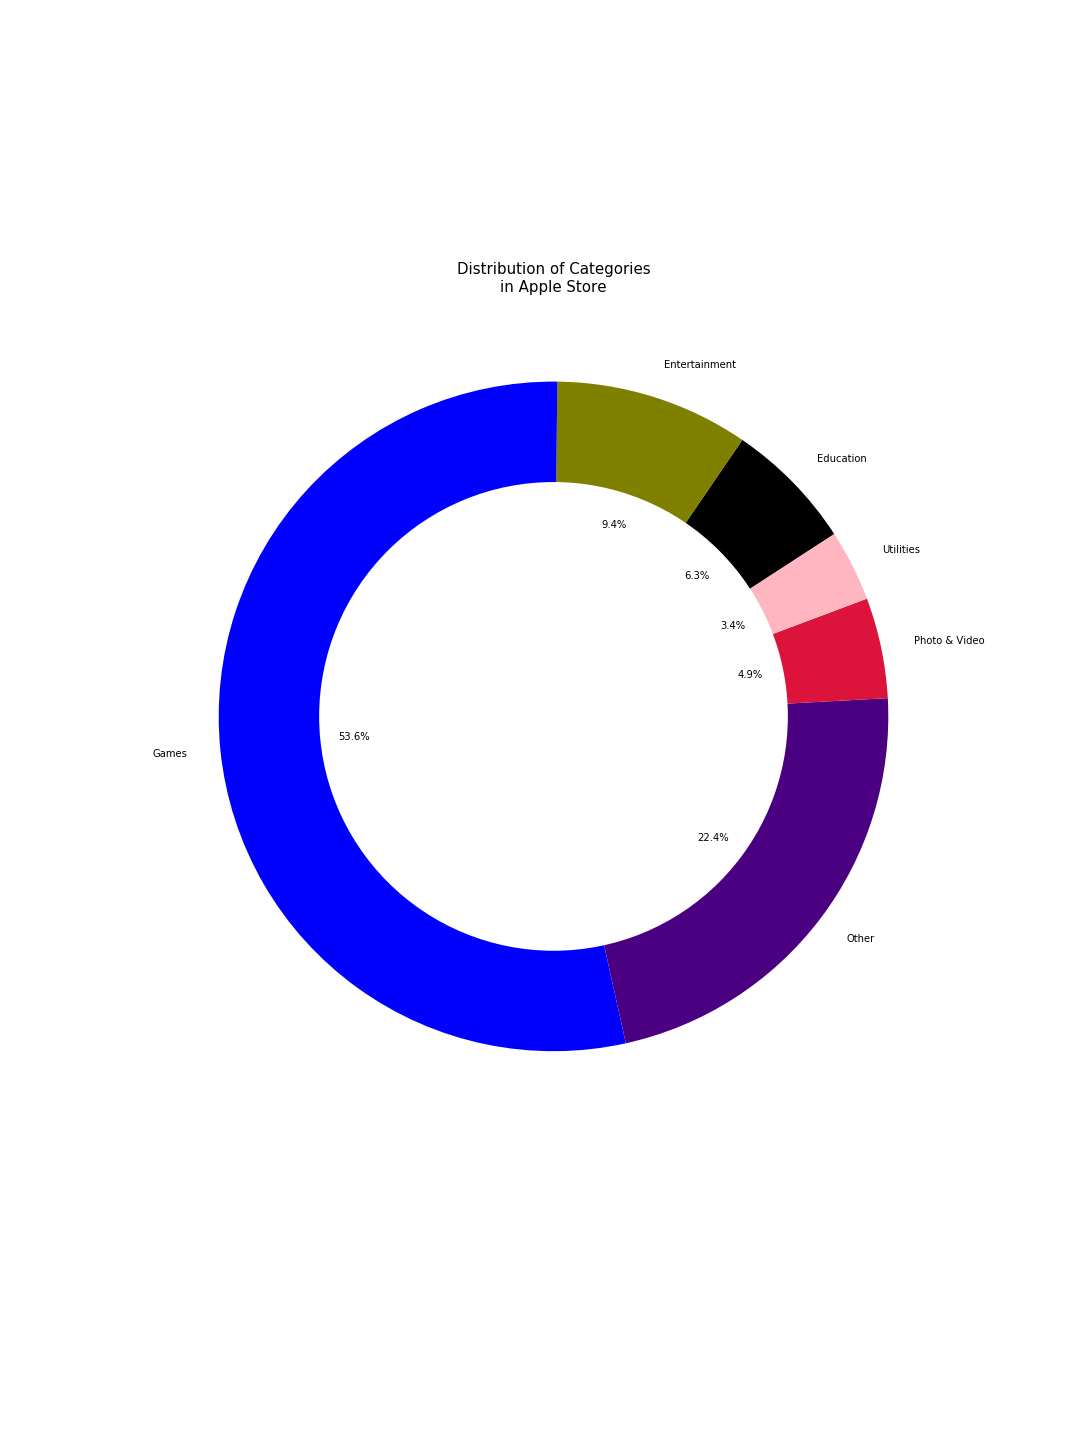 Distribution of Categories
in Apple Store
Entertainment
Education
9.4%
Utilities
6.3%
3.4%
Photo & Video
4.9%
53.6%
Games
22.4%
Other